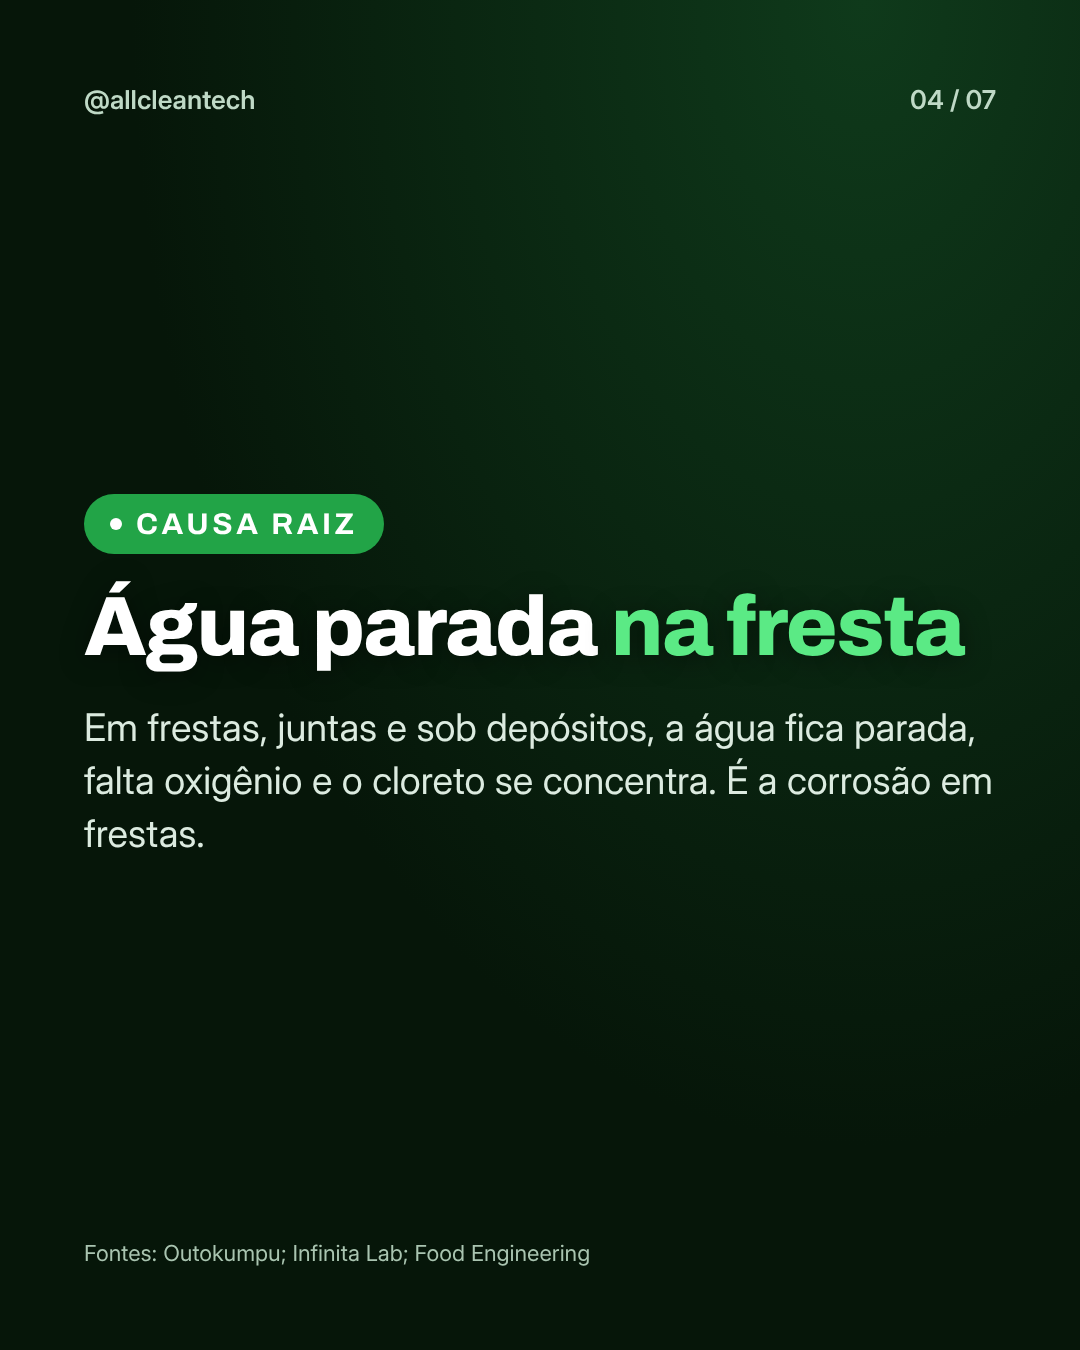 @allcleantech
04 / 07
• CAUSA RAIZ
Água parada na fresta
Em frestas, juntas e sob depósitos, a água fica parada,
falta oxigênio e o cloreto se concentra. É a corrosão em
frestas.
Fontes: Outokumpu; Infinita Lab; Food Engineering